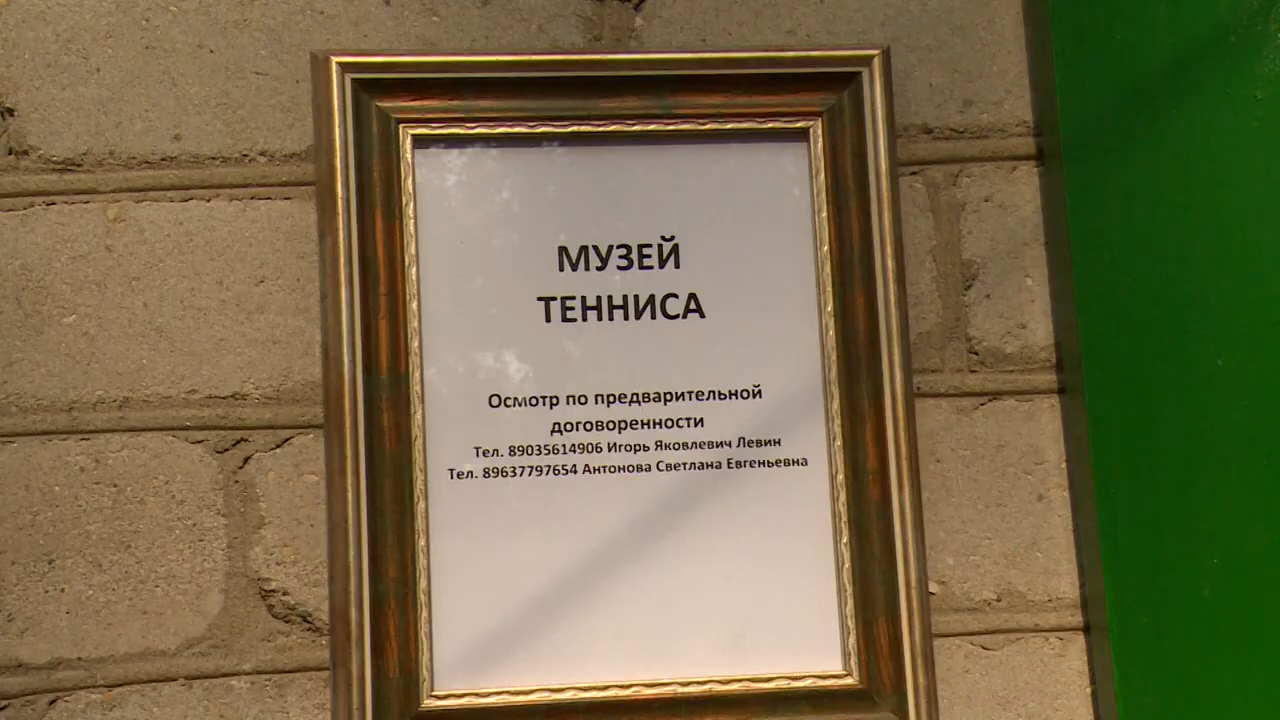 МУЗЕЙ
ТЕННИСА
Осмотр по предварительной
договоренности
Тел. 89035614906 Игорь Яковлевич Левин
Тел. 89637797654 Антонова Светлана Евгеньевна